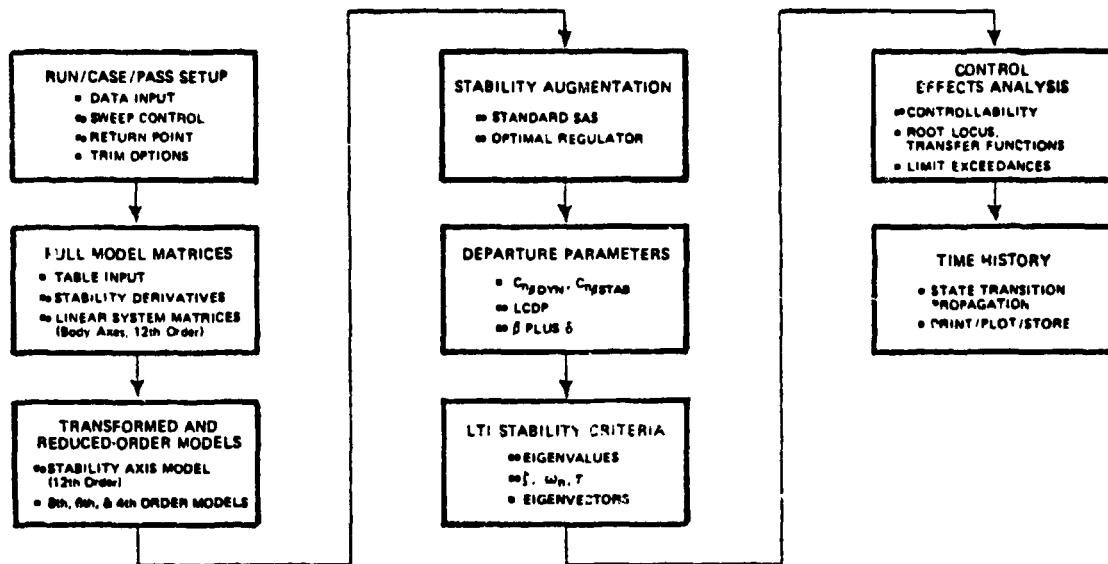 RUN/CASE/PASS SETUP
DATA INPUT
SWEEP CONTROL
RETURN POINT
TRIM OPTIONS
FULL MODEL MATRICES
TABLE INPUT
STABILITY DERIVATIVES
LINEAR SYSTEM MATRICES
(Body Axes, 12th Order)
TRANSFORMED AND
REDUCED-ORDER MODELS
STABILITY AXIS MODEL
(12th Order)
8th, 6th, & 4th ORDER MODELS
STABILITY AUGMENTATION
STANDARD SAS
OPTIMAL REGULATOR
DEPARTURE PARAMETERS
CnβDYN, CnβSTAB
LCDP
β PLUS δ
LTI STABILITY CRITERIA
EIGENVALUES
ζ, ωn, τ
EIGENVECTORS
CONTROL
EFFECTS ANALYSIS
CONTROLLABILITY
ROOT LOCUS,
TRANSFER FUNCTIONS
LIMIT EXCEEDANCES
TIME HISTORY
STATE TRANSITION
PROPAGATION
PRINT/PLOT/STORE